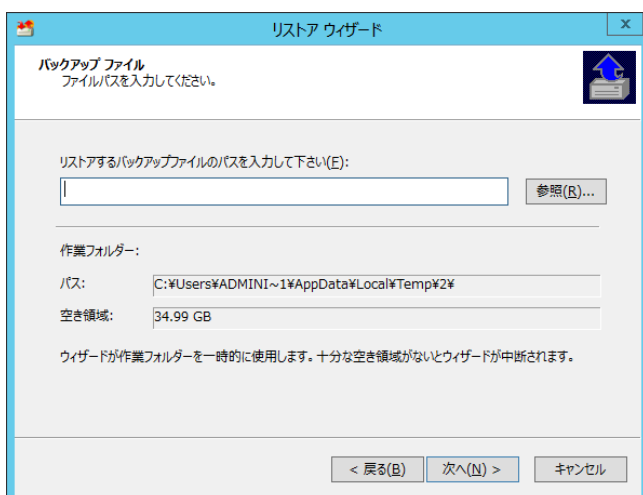 リストア ウィザード
x
バックアップ ファイル
ファイルパスを入力してください。
リストアするバックアップファイルのパスを入力して下さい(F):
参照(R)...
作業フォルダー:
パス:
C:¥Users¥ADMINI~1¥AppData¥Local¥Temp¥2¥
空き領域:
34.99 GB
ウィザードが作業フォルダーを一時的に使用します。十分な空き領域がないとウィザードが中断されます。
< 戻る(B)
次へ(N) >
キャンセル